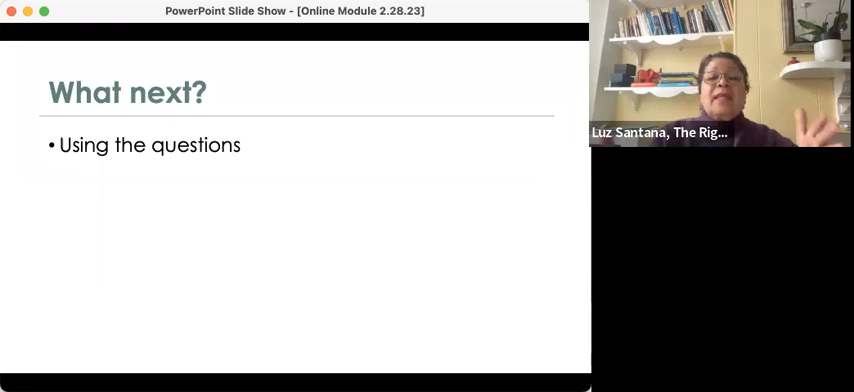 PowerPoint Slide Show - [Online Module 2.28.23]
What next?
• Using the questions
Luz Santana, The Rig...